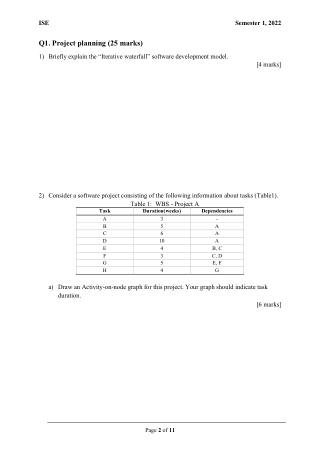 ISE Semester 1, 2022
Q1. Project planning (25 marks)
1) Briefly explain the "Iterative waterfall" software development model.
[4 marks]
2) Consider a software project consisting of the following information about tasks (Table1).
Table 1: WBS - Project A
Task Duration(weeks) Dependencies
A 3 -
B 5 A
C 6 A
D 10 A
E 4 B, C
F 3 C, D
G 5 E, F
H 4 G
a) Draw an Activity-on-node graph for this project. Your graph should indicate task
duration.
[6 marks]
Page 2 of 11